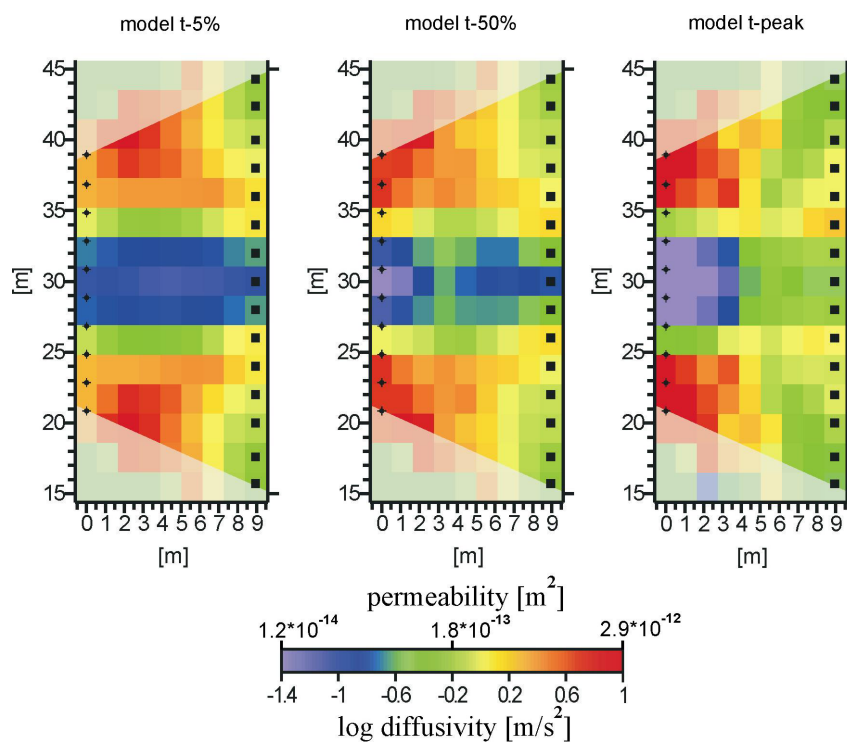 model t-5% model t-50% model t-peak
45 45 45
40 40 40
35 35 35
[m] 30 [m] 30 [m] 30
25 25 25
20 20 20
15 15 15
0 1 2 3 4 5 6 7 8 9 0 1 2 3 4 5 6 7 8 9 0 1 2 3 4 5 6 7 8 9
[m] [m] [m]
permeability [m²]
1.2*10⁻¹⁴ 1.8*10⁻¹³ 2.9*10⁻¹²
-1.4 -1 -0.6 -0.2 0.2 0.6 1
log diffusivity [m/s²]